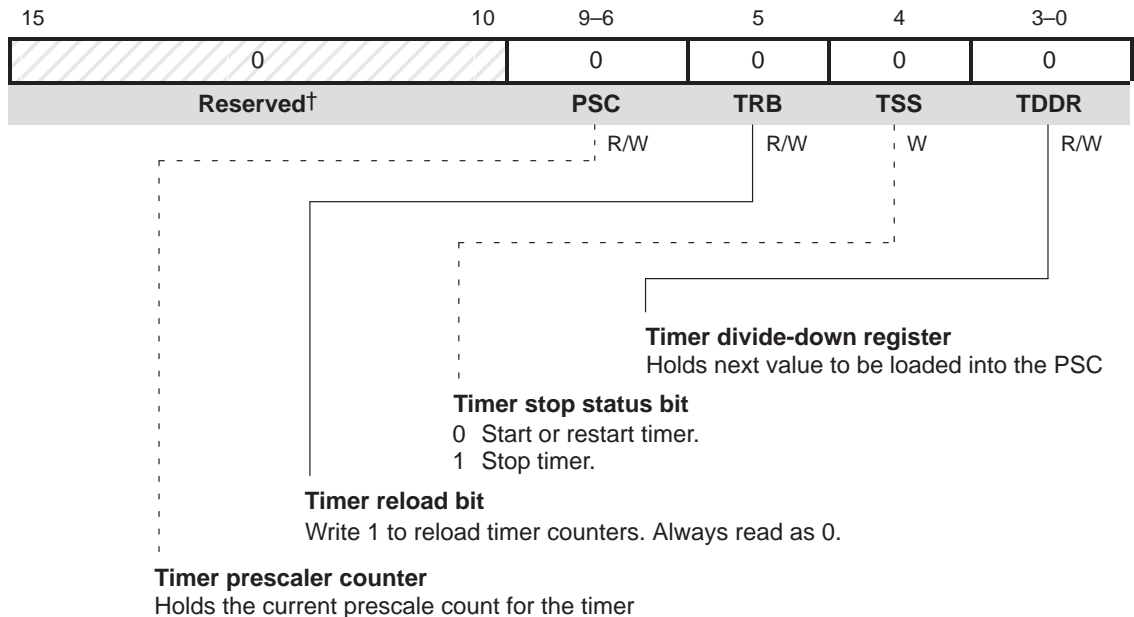 15 10 9–6 5 4 3–0
0 0 0 0 0
Reserved† PSC TRB TSS TDDR
R/W R/W W R/W
Timer divide-down register
Holds next value to be loaded into the PSC
Timer stop status bit
0 Start or restart timer.
1 Stop timer.
Timer reload bit
Write 1 to reload timer counters. Always read as 0.
Timer prescaler counter
Holds the current prescale count for the timer